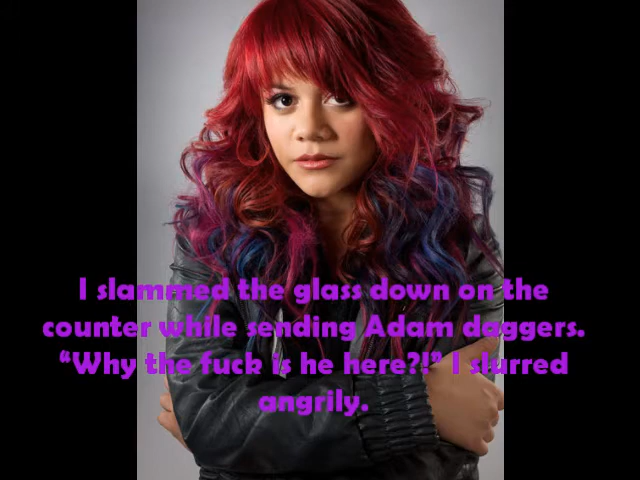 I slammed the glass down on the
counter while sending Adam daggers.
“Why the fuck is he here?!” I slurred
angrily.